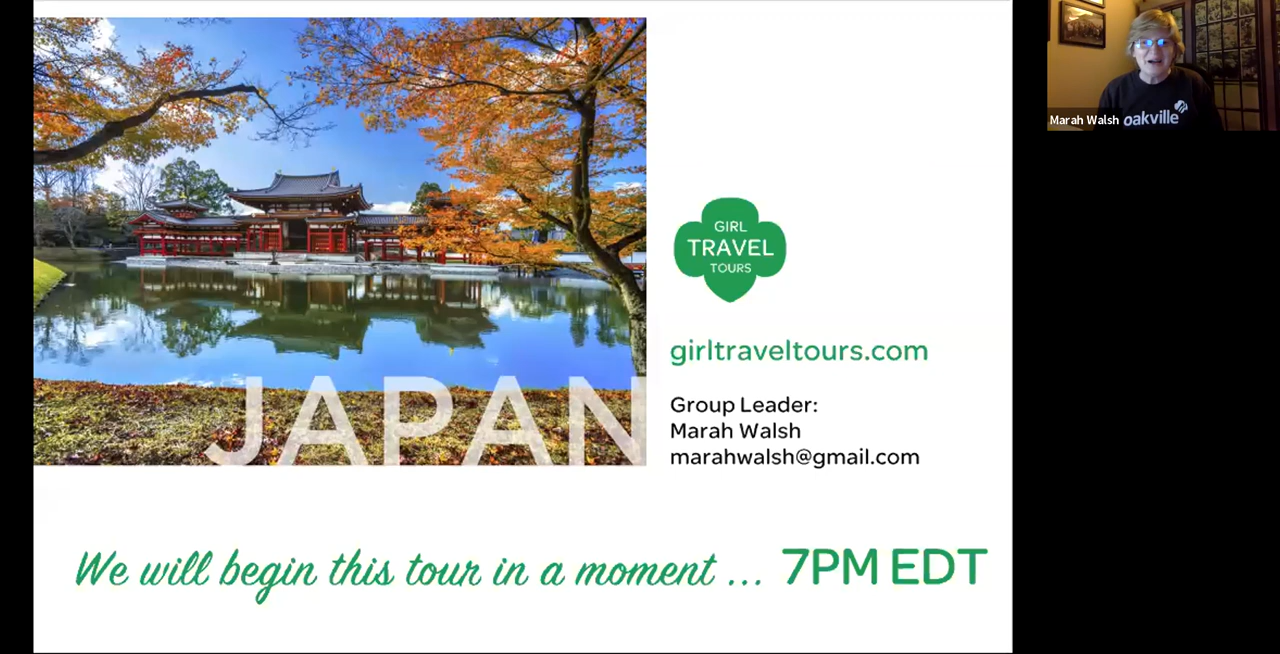 JAPAN
GIRL
TRAVEL
TOURS
girltraveltours.com
Group Leader:
Marah Walsh
marahwalsh@gmail.com
We will begin this tour in a moment ... 7PM EDT
Marah Walsh
oakville